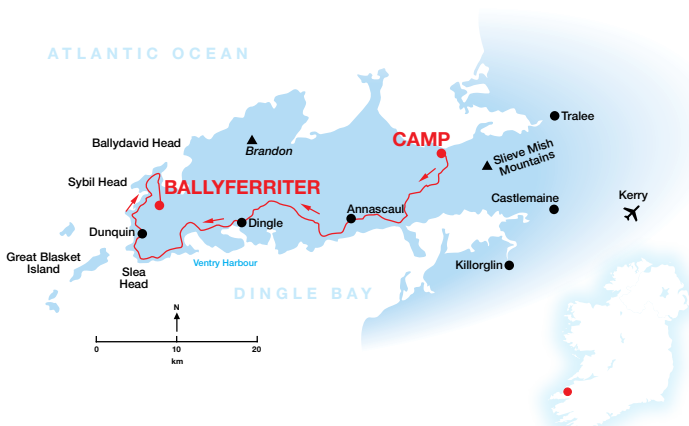 ATLANTIC OCEAN
Tralee
CAMP
Ballydavid Head
Brandon
Slieve Mish
Mountains
Sybil Head
BALLYFERRITER
Castlemaine
Kerry
Annascaul
Dingle
Dunquin
Great Blasket
Island
Slea
Head
Ventry Harbour
Killorglin
DINGLE BAY
N
0 10 20
km